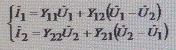 İ₁ = Y₁₁U̇₁ + Y₁₂(U̇₁ − U̇₂)
İ₂ = Y₂₂U̇₂ + Y₂₁(U̇₂ − U̇₁)